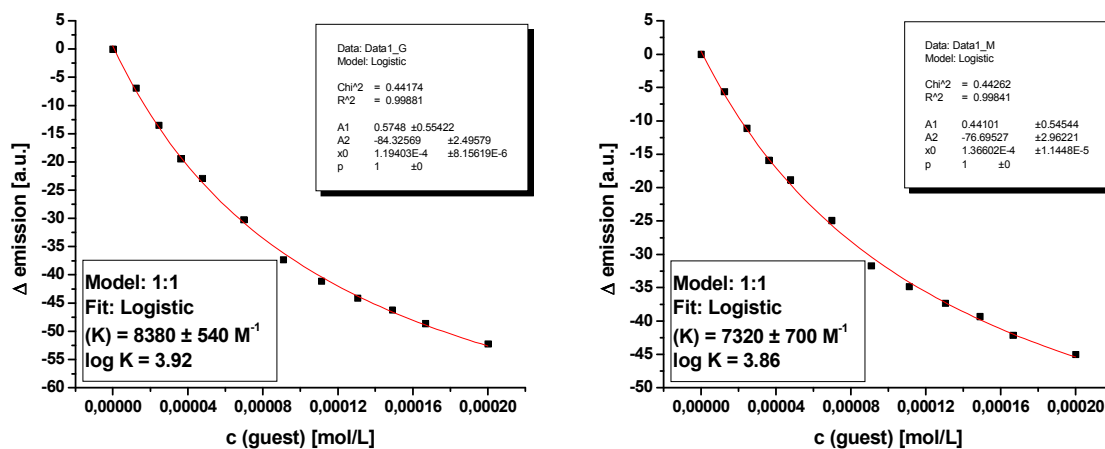 5
0
-5
-10
-15
-20
-25
-30
-35
-40
-45
-50
-55
-60
Δ emission [a.u.]
Data: Data1_G
Model: Logistic
Chi^2 = 0.44174
R^2 = 0.99881
A1 0.5748 ±0.55422
A2 -84.32569 ±2.49579
x0 1.19403E-4 ±8.15619E-6
p 1 ±0
Model: 1:1
Fit: Logistic
(K) = 8380 ± 540 M-1
log K = 3.92
0,00000 0,00004 0,00008 0,00012 0,00016 0,00020
c (guest) [mol/L]
5
0
-5
-10
-15
-20
-25
-30
-35
-40
-45
-50
Δ emission [a.u.]
Data: Data1_M
Model: Logistic
Chi^2 = 0.44262
R^2 = 0.99841
A1 0.44101 ±0.54544
A2 -76.69527 ±2.96221
x0 1.36602E-4 ±1.1448E-5
p 1 ±0
Model: 1:1
Fit: Logistic
(K) = 7320 ± 700 M-1
log K = 3.86
0,00000 0,00004 0,00008 0,00012 0,00016 0,00020
c (guest) [mol/L]